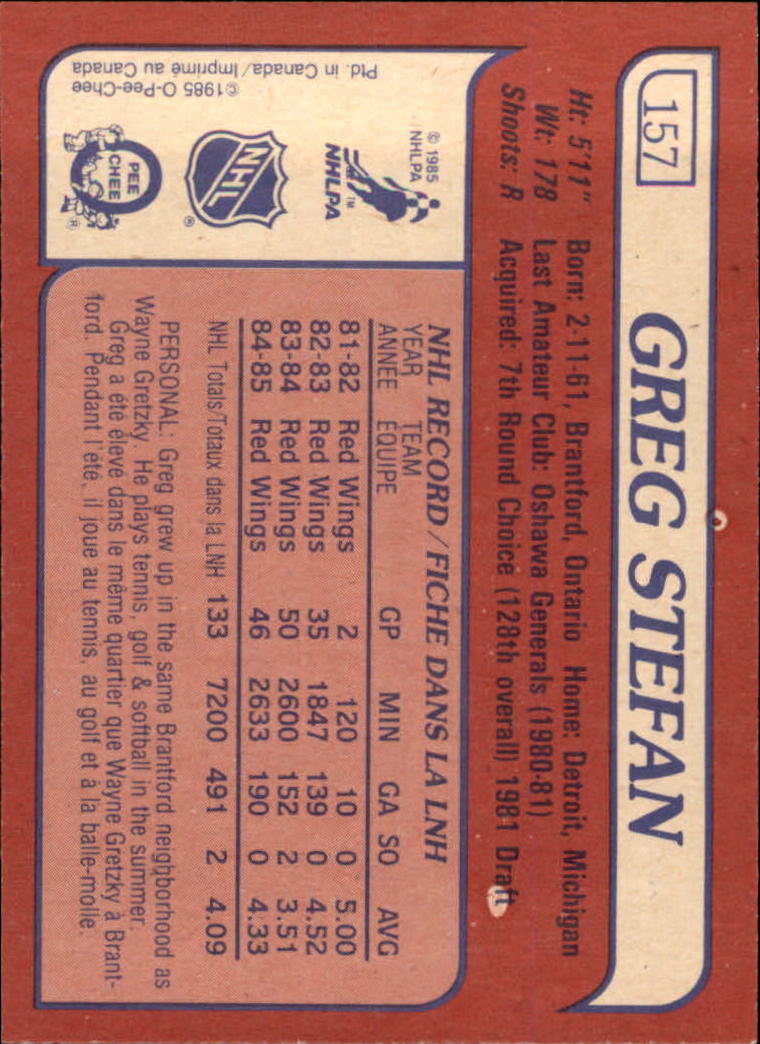 157
GREG STEFAN
Ht: 5'11" Born: 2-11-61, Brantford, Ontario Home: Detroit, Michigan
Wt: 178 Last Amateur Club: Oshawa Generals (1980-81)
Shoots: R Acquired: 7th Round Choice (128th overall) 1981 Draft
© 1985
NHLPA
NHLPA
TM
NHL
®
O
PEE
CHEE
®
©1985 O-Pee-Chee
Ptd. in Canada/Imprimé au Canada
NHL RECORD / FICHE DANS LA LNH
YEAR TEAM
ANNÉE ÉQUIPE GP MIN GA SO AVG
81-82 Red Wings 2 120 10 0 5.00
82-83 Red Wings 35 1847 139 0 4.52
83-84 Red Wings 50 2600 152 2 3.51
84-85 Red Wings 46 2633 190 0 4.33
NHL Totals/Totaux dans la LNH 133 7200 491 2 4.09
PERSONAL: Greg grew up in the same Brantford neighborhood as
Wayne Gretzky. He plays tennis, golf & softball in the summer.
Greg a été élevé dans le même quartier que Wayne Gretzky à Brant-
ford. Pendant l'été, il joue au tennis, au golf et à la balle-molle.